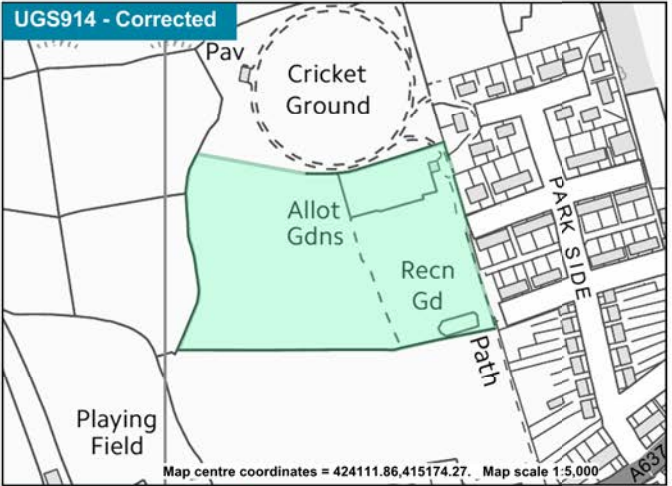 UGS914 - Corrected
Pav
Cricket
Ground
Allot
Gdns
Recn
Gd
PARK SIDE
Path
Playing
Field
Map centre coordinates = 424111.86,415174.27. Map scale 1:5,000
A637